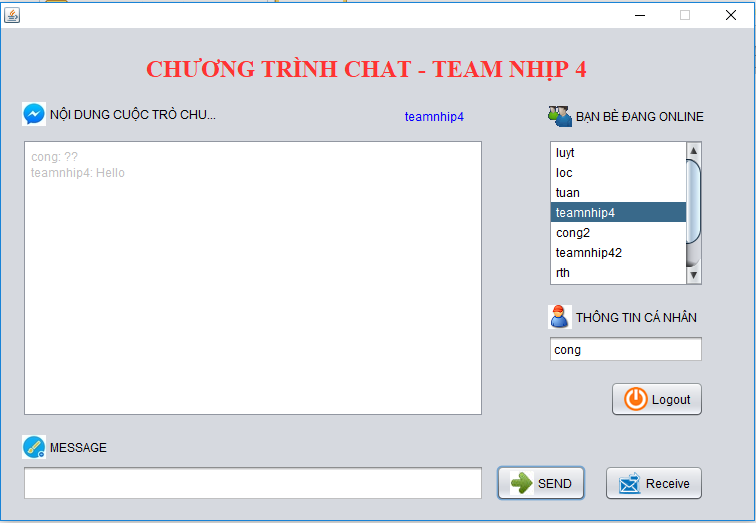 CHƯƠNG TRÌNH CHAT - TEAM NHỊP 4
NỘI DUNG CUỘC TRÒ CHU...
teamnhip4
cong: ??
teamnhip4: Hello
BẠN BÈ ĐANG ONLINE
luyt
loc
tuan
teamnhip4
cong2
teamnhip42
rth
THÔNG TIN CÁ NHÂN
cong
Logout
MESSAGE
SEND
Receive